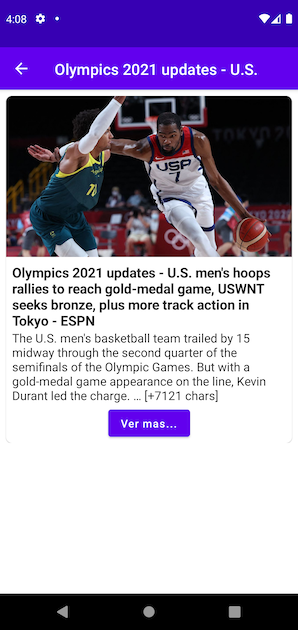 4:08
Olympics 2021 updates - U.S.
TOKYO
USA
7
Olympics 2021 updates - U.S. men's hoops
rallies to reach gold-medal game, USWNT
seeks bronze, plus more track action in
Tokyo - ESPN
The U.S. men's basketball team trailed by 15
midway through the second quarter of the
semifinals of the Olympic Games. But with a
gold-medal game appearance on the line, Kevin
Durant led the charge. … [+7121 chars]
Ver mas...